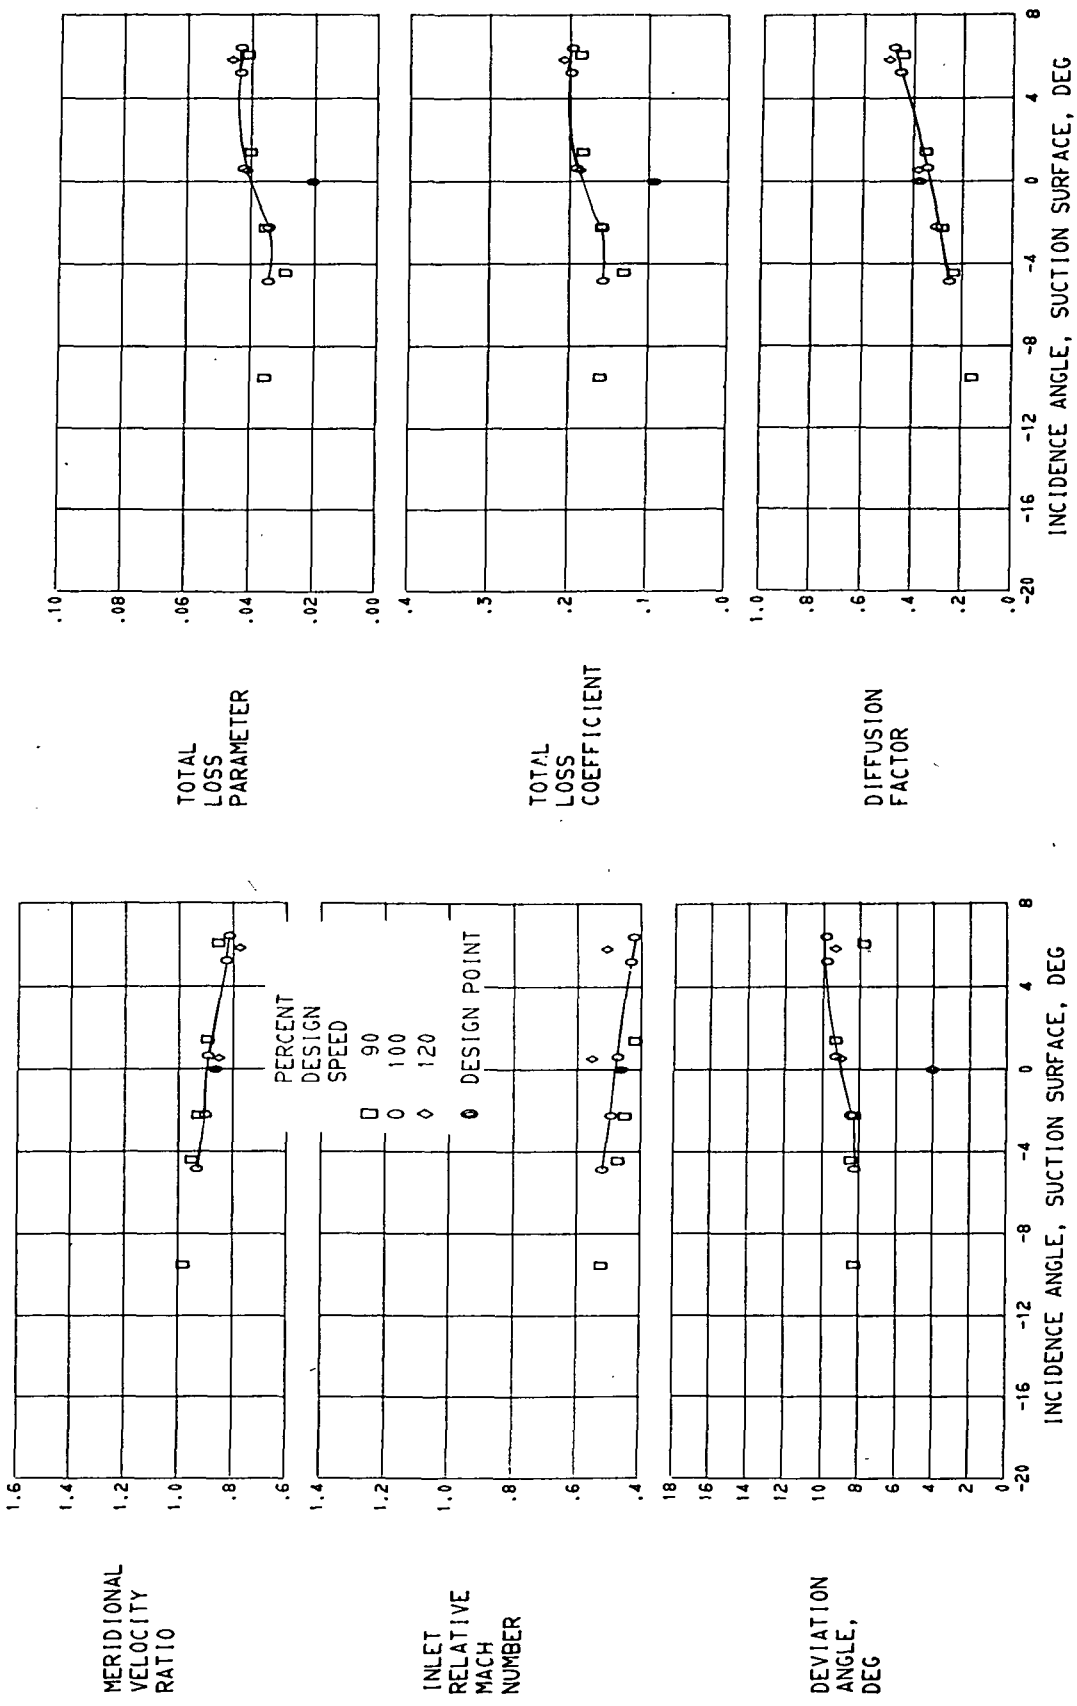 MERIDIONAL
VELOCITY
RATIO
1.6
1.4
1.2
1.0
.8
.6
PERCENT
DESIGN
SPEED
90
100
120
DESIGN POINT
INLET
RELATIVE
MACH
NUMBER
1.4
1.2
1.0
.8
.6
.4
DEVIATION
ANGLE,
DEG
18
16
14
12
10
8
6
4
2
0
-20
-16
-12
-8
-4
0
4
8
INCIDENCE ANGLE, SUCTION SURFACE, DEG
TOTAL
LOSS
PARAMETER
.10
.08
.06
.04
.02
.00
TOTAL
LOSS
COEFFICIENT
.4
.3
.2
.1
.0
DIFFUSION
FACTOR
1.0
.8
.6
.4
.2
.0
-20
-16
-12
-8
-4
0
4
8
INCIDENCE ANGLE, SUCTION SURFACE, DEG